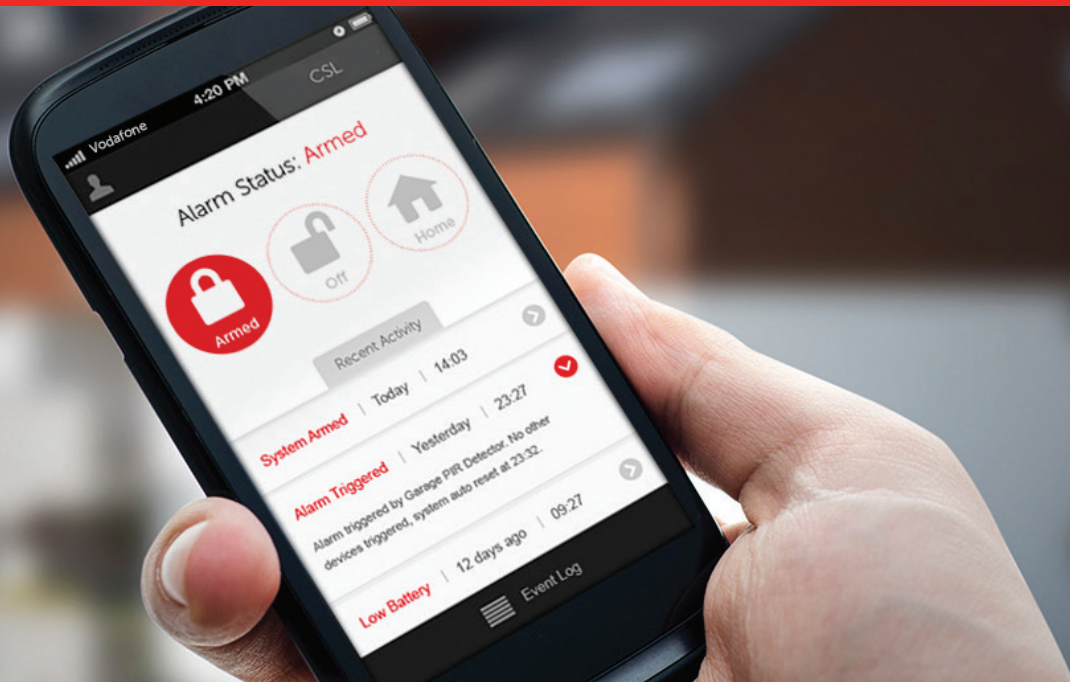 Vodafone
4:20 PM
CSL
Alarm Status: Armed
Armed
Off
Home
Recent Activity
System Armed | Today | 14:03
Alarm Triggered | Yesterday | 23:27
Alarm triggered by Garage PIR Detector. No other
devices triggered, system auto reset at 23:32.
Low Battery | 12 days ago | 09:27
Event Log